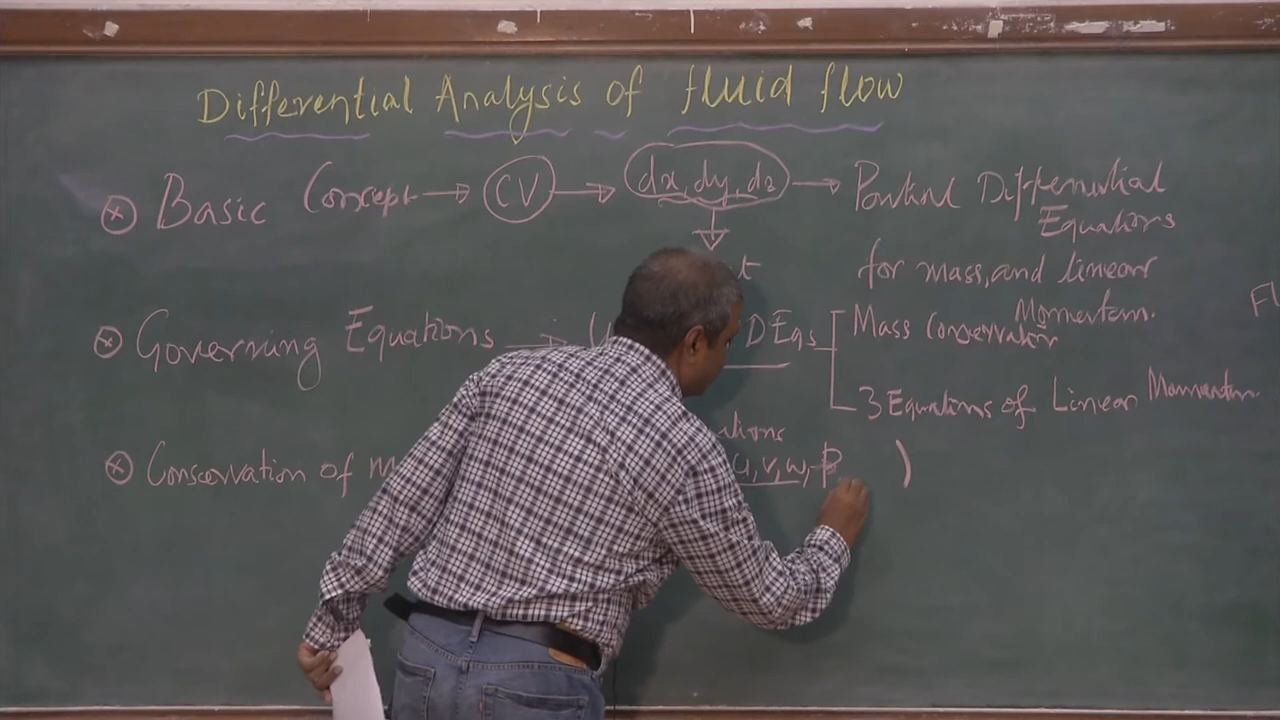 Differential Analysis of fluid flow
Basic Concept → CV → dx, dy, dz → Partial Differential
Equations
t
for mass, and linear
Momentum.
Governing Equations → DEqs Mass Conservation
3 Equations of Linear Momentum
ations
Conservation of u, v, w, p )